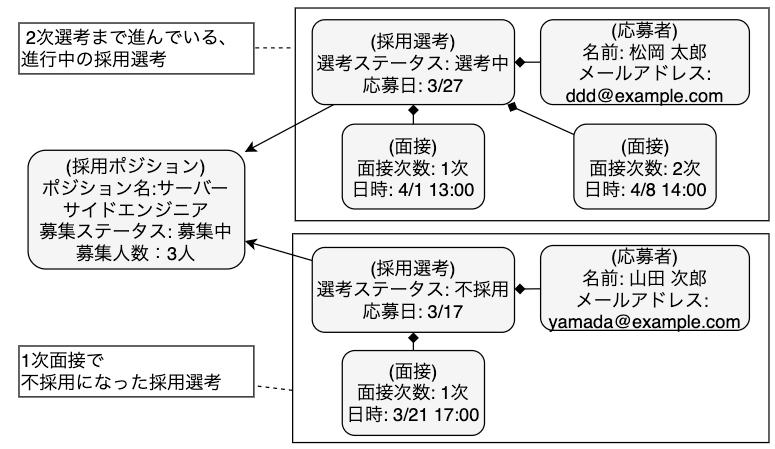 2次選考まで進んでいる、
進行中の採用選考
(採用選考)
選考ステータス: 選考中
応募日: 3/27
(応募者)
名前: 松岡 太郎
メールアドレス:
ddd@example.com
(面接)
面接次数: 1次
日時: 4/1 13:00
(面接)
面接次数: 2次
日時: 4/8 14:00
(採用ポジション)
ポジション名:サーバー
サイドエンジニア
募集ステータス: 募集中
募集人数：3人
(採用選考)
選考ステータス: 不採用
応募日: 3/17
(応募者)
名前: 山田 次郎
メールアドレス:
yamada@example.com
1次面接で
不採用になった採用選考
(面接)
面接次数: 1次
日時: 3/21 17:00